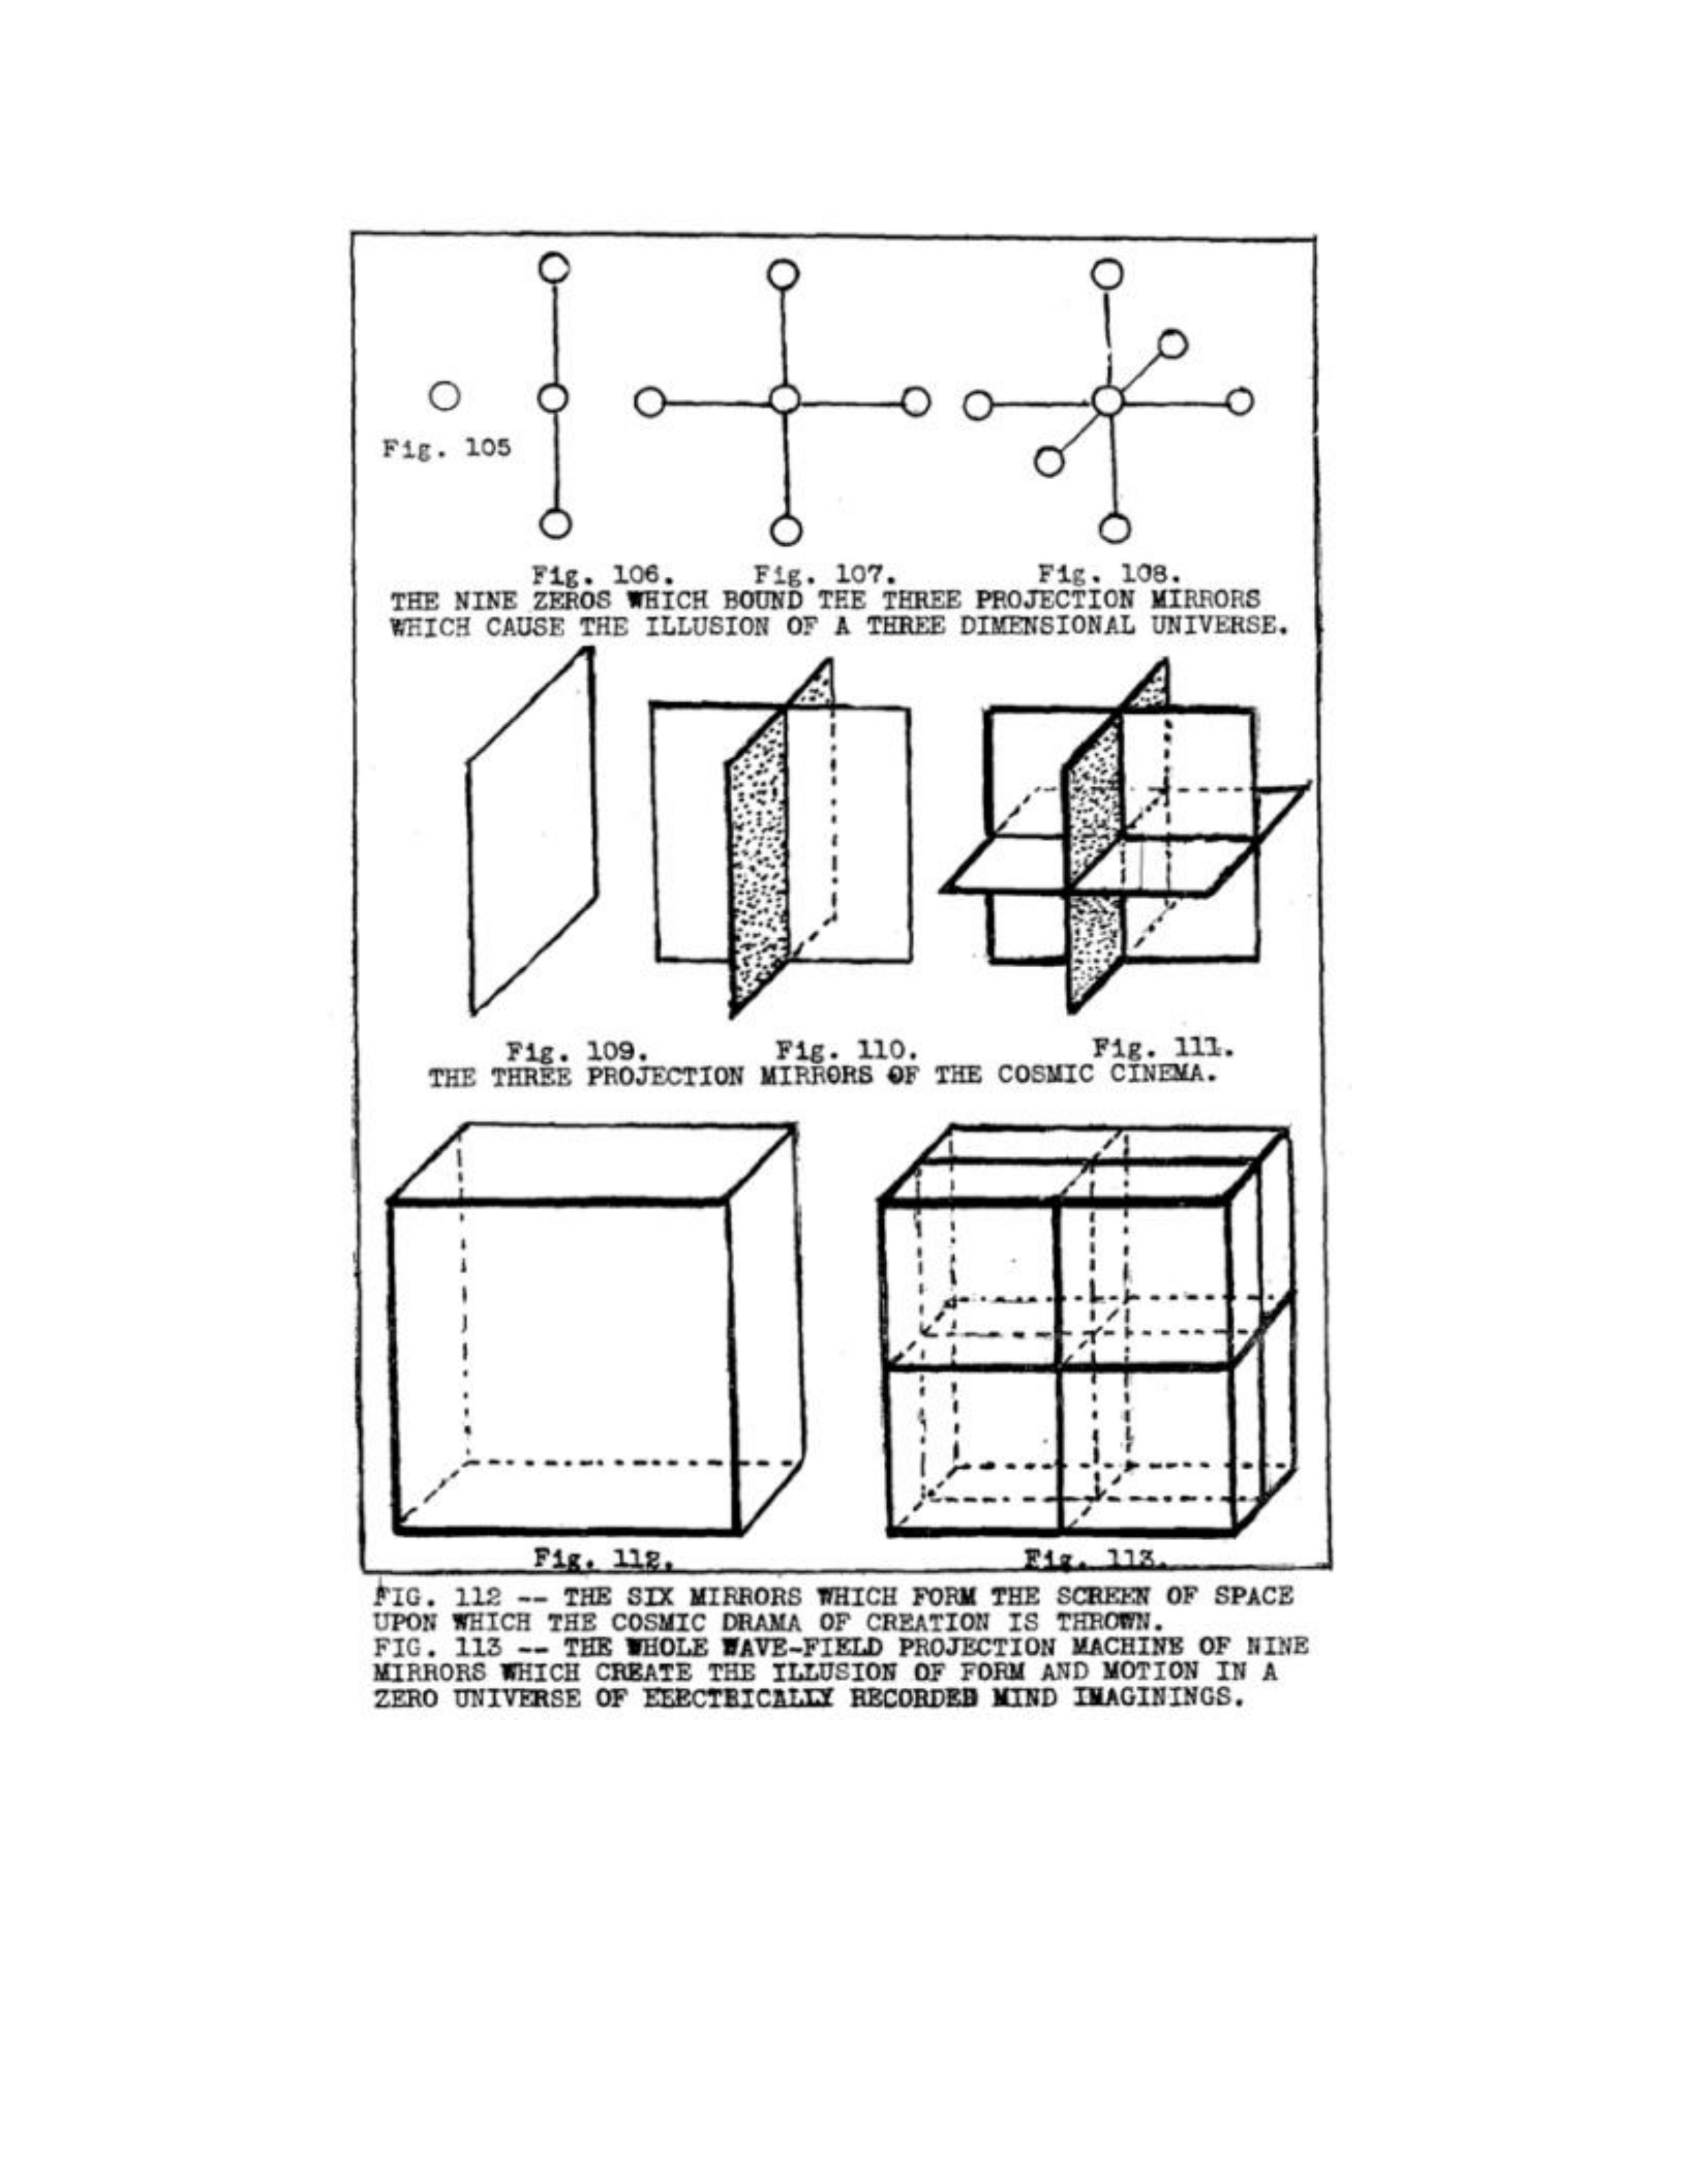 Fig. 105
Fig. 106. Fig. 107. Fig. 108.
THE NINE ZEROS WHICH BOUND THE THREE PROJECTION MIRRORS
WHICH CAUSE THE ILLUSION OF A THREE DIMENSIONAL UNIVERSE.
Fig. 109. Fig. 110. Fig. 111.
THE THREE PROJECTION MIRRORS OF THE COSMIC CINEMA.
Fig. 112. Fig. 113.
FIG. 112 -- THE SIX MIRRORS WHICH FORM THE SCREEN OF SPACE
UPON WHICH THE COSMIC DRAMA OF CREATION IS THROWN.
FIG. 113 -- THE WHOLE WAVE-FIELD PROJECTION MACHINE OF NINE
MIRRORS WHICH CREATE THE ILLUSION OF FORM AND MOTION IN A
ZERO UNIVERSE OF ELECTRICALLY RECORDED MIND IMAGININGS.